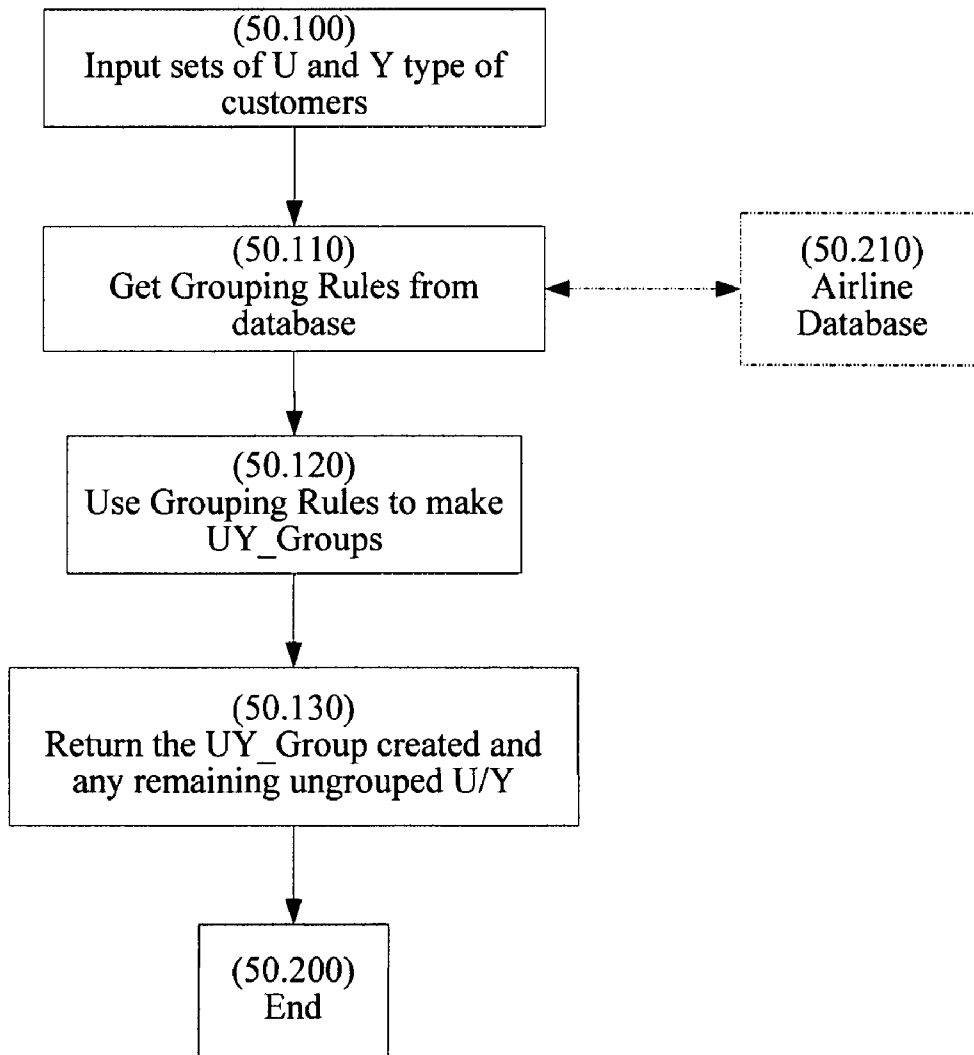 (50.100)
Input sets of U and Y type of
customers
(50.110)
Get Grouping Rules from
database
(50.210)
Airline
Database
(50.120)
Use Grouping Rules to make
UY_Groups
(50.130)
Return the UY_Group created and
any remaining ungrouped U/Y
(50.200)
End